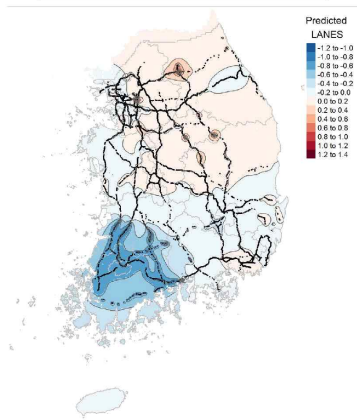 Predicted
LANES
-1.2 to -1.0
-1.0 to -0.8
-0.8 to -0.6
-0.6 to -0.4
-0.4 to -0.2
-0.2 to 0.0
0.0 to 0.2
0.2 to 0.4
0.4 to 0.6
0.6 to 0.8
0.8 to 1.0
1.0 to 1.2
1.2 to 1.4